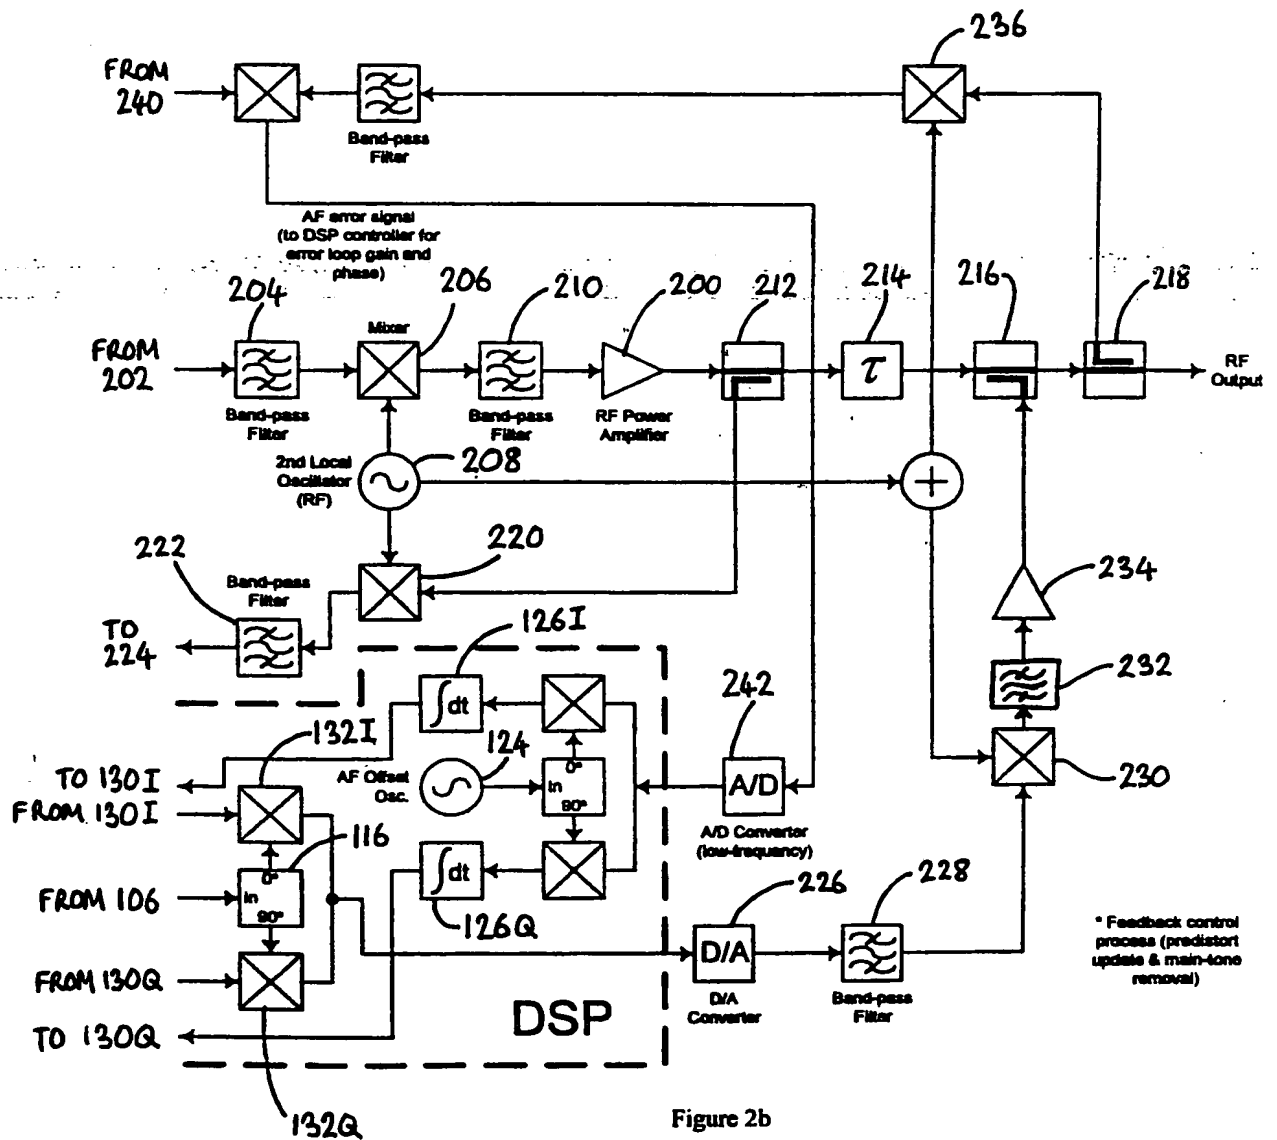 236
FROM
240
Band-pass
Filter
AF error signal
(to DSP controller for
error loop gain and
phase)
204
206
210
200
212
214
216
218
FROM
202
Mixer
τ
RF
Output
Band-pass
Filter
Band-pass
Filter
RF Power
Amplifier
2nd Local
Oscillator
(RF)
208
+
222
220
Band-pass
Filter
234
TO
224
126I
232
∫dt
242
132I
124
0°
TO 130I
AF Offset
Osc.
In
90°
A/D
230
FROM 130I
A/D Converter
(low-frequency)
116
0°
∫dt
226
228
FROM 106
In
90°
126Q
D/A
* Feedback control
process (predistort
update & main-tone
removal)
FROM 130Q
DSP
D/A
Converter
Band-pass
Filter
TO 130Q
132Q
Figure 2b